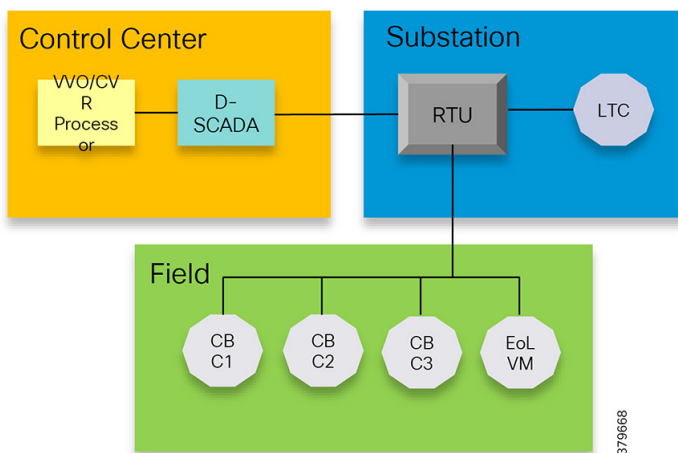 Control Center
VVO/CV
R
Process
or
D-
SCADA
Substation
RTU
LTC
Field
CB
C1
CB
C2
CB
C3
EoL
VM
379668